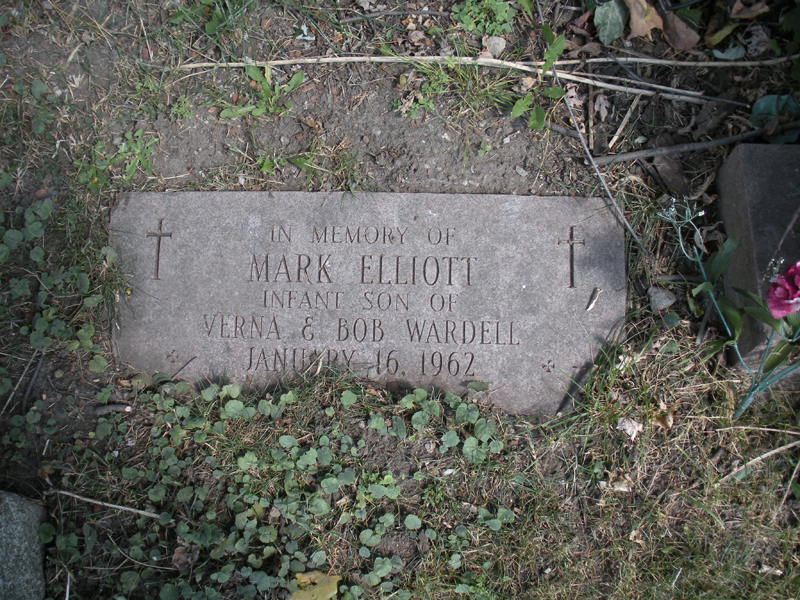 IN MEMORY OF
MARK ELLIOTT
INFANT SON OF
VERNA & BOB WARDELL
JANUARY 16, 1962